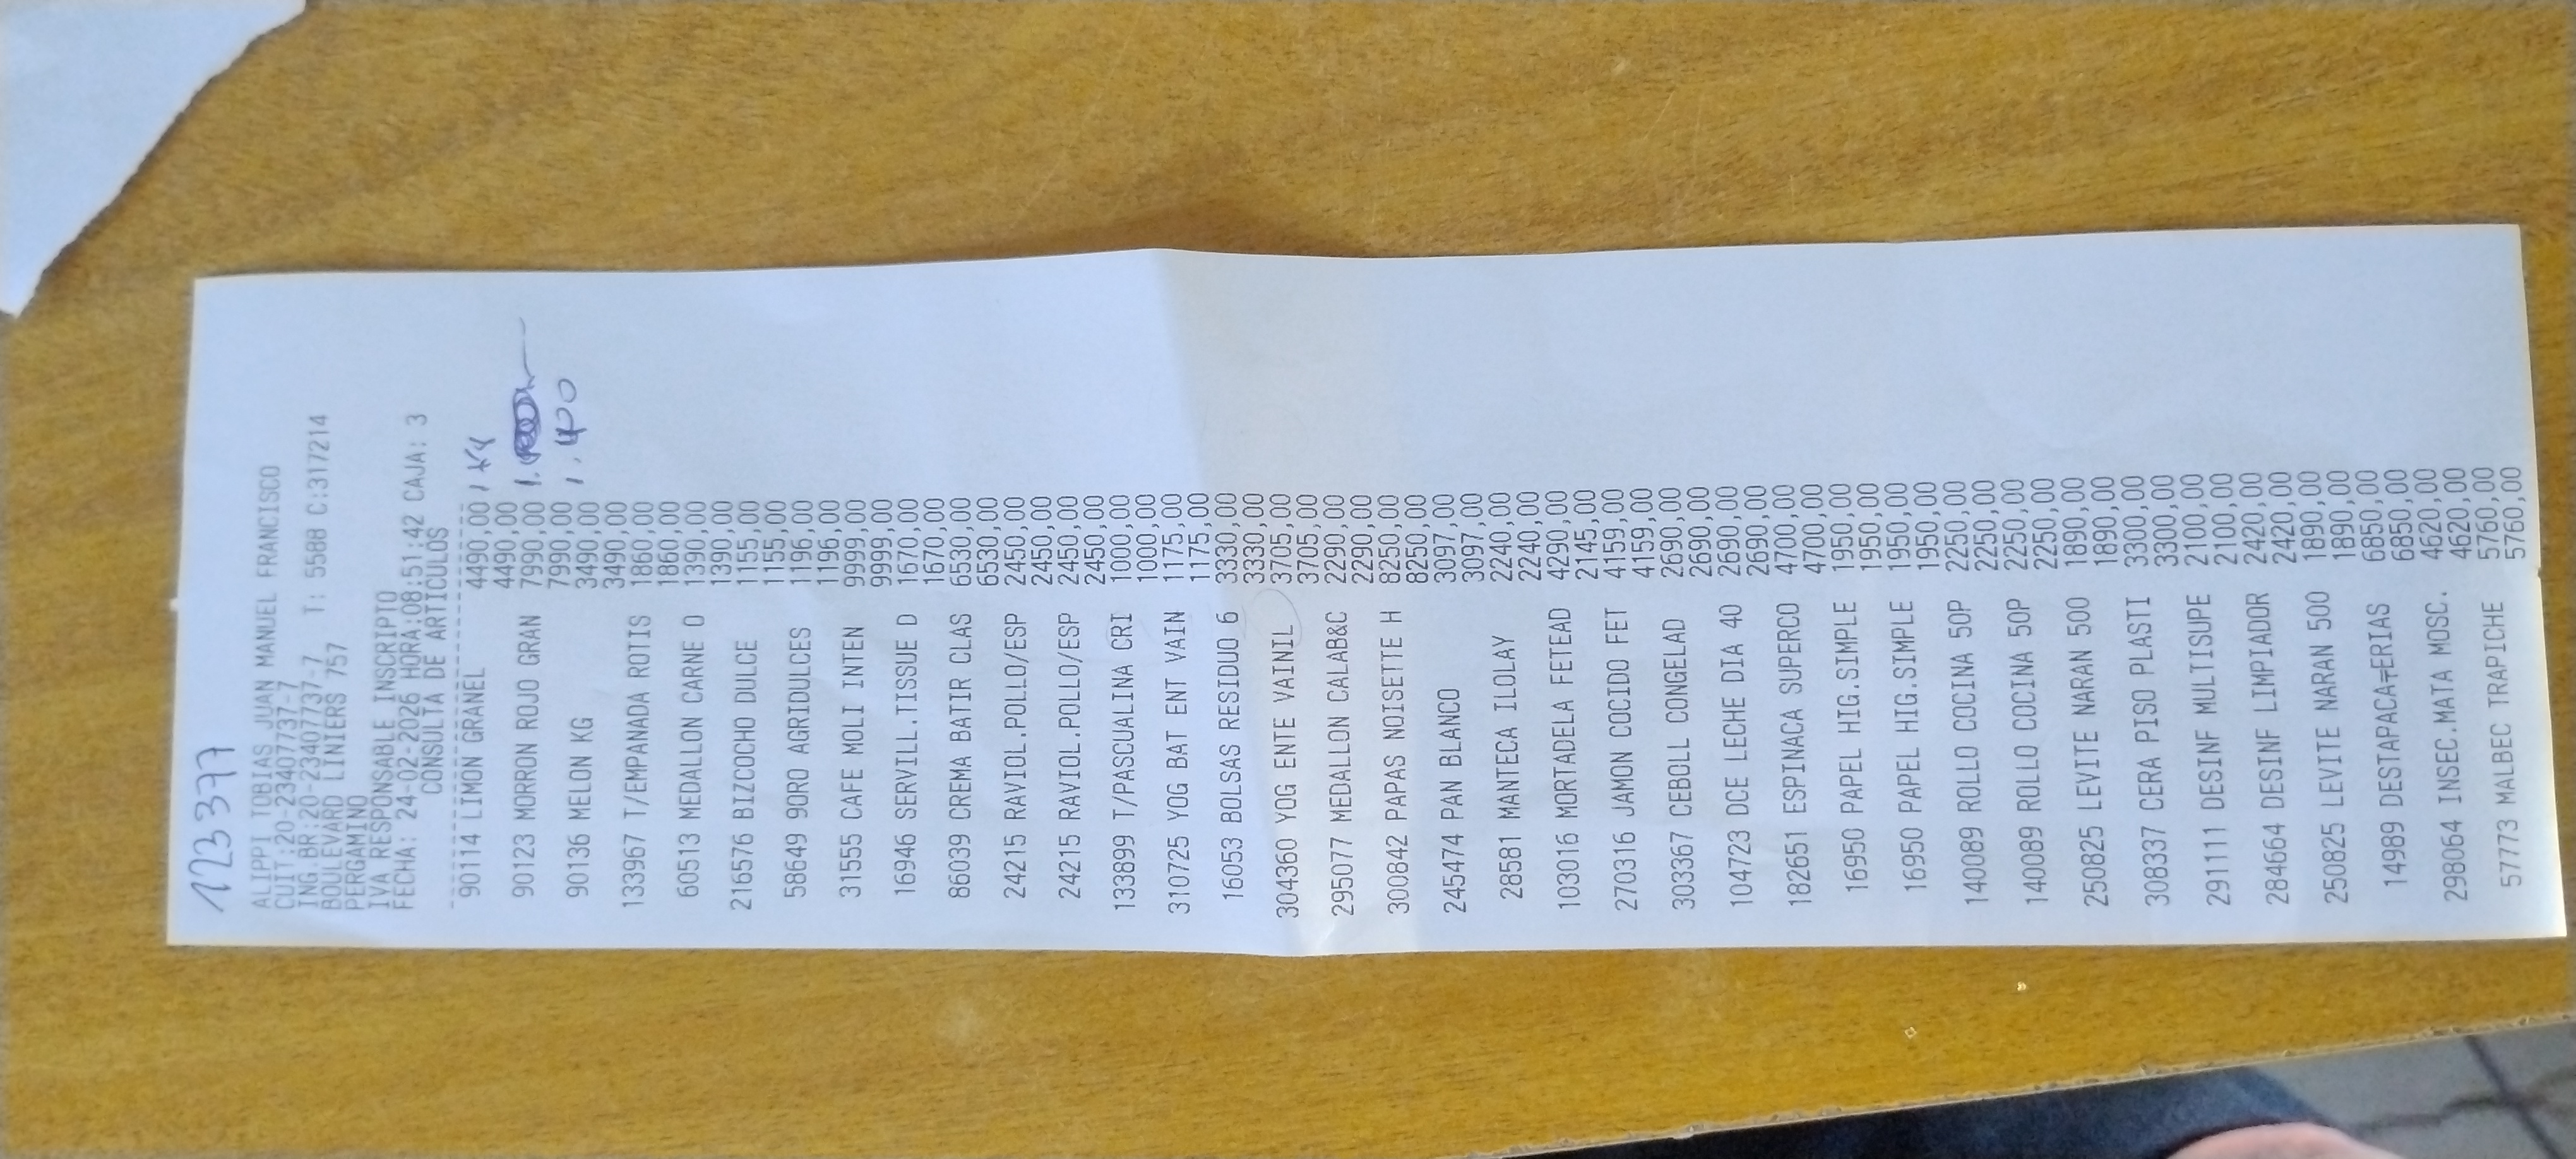 123377
ALIPPI TOBIAS JUAN MANUEL FRANCISCO
CUIT:20-23407737-7
ING.BR:20-23407737-7
BOULEVARD LINIERS 757 T: 5588 C:317214
PERGAMINO
IVA RESPONSABLE INSCRIPTO
FECHA: 24-02-2026 HORA:08:51:42 CAJA: 3
CONSULTA DE ARTICULOS
90114 LIMON GRANEL 4490,00 1 Kg
4490,00
90123 MORRON ROJO GRAN 7990,00 1.
7990,00 1.400
90136 MELON KG 3490,00
3490,00
133967 T/EMPANADA ROTIS 1860,00
1860,00
60513 MEDALLON CARNE O 1390,00
1390,00
216576 BIZCOCHO DULCE 1155,00
1155,00
58649 9ORO AGRIDULCES 1196,00
1196,00
31555 CAFE MOLI INTEN 9999,00
9999,00
16946 SERVILL.TISSUE D 1670,00
1670,00
86039 CREMA BATIR CLAS 6530,00
6530,00
24215 RAVIOL.POLLO/ESP 2450,00
2450,00
24215 RAVIOL.POLLO/ESP 2450,00
2450,00
133899 T/PASCUALINA CRI 1000,00
1000,00
310725 YOG BAT ENT VAIN 1175,00
1175,00
16053 BOLSAS RESIDUO 6 3330,00
3330,00
304360 YOG ENTE VAINIL 3705,00
3705,00
295077 MEDALLON CALAB&C 2290,00
2290,00
300842 PAPAS NOISETTE H 8250,00
8250,00
245474 PAN BLANCO 3097,00
3097,00
28581 MANTECA ILOLAY 2240,00
2240,00
103016 MORTADELA FETEAD 4290,00
2145,00
270316 JAMON COCIDO FET 4159,00
4159,00
303367 CEBOLL CONGELAD 2690,00
2690,00
104723 DCE LECHE DIA 40 2690,00
2690,00
182651 ESPINACA SUPERCO 4700,00
4700,00
16950 PAPEL HIG.SIMPLE 1950,00
1950,00
16950 PAPEL HIG.SIMPLE 1950,00
1950,00
140089 ROLLO COCINA 50P 2250,00
2250,00
140089 ROLLO COCINA 50P 2250,00
2250,00
250825 LEVITE NARAN 500 1890,00
1890,00
308337 CERA PISO PLASTI 3300,00
3300,00
291111 DESINF MULTISUPE 2100,00
2100,00
284664 DESINF LIMPIADOR 2420,00
2420,00
250825 LEVITE NARAN 500 1890,00
1890,00
14989 DESTAPACA╤ERIAS 6850,00
6850,00
298064 INSEC.MATA MOSC. 4620,00
4620,00
57773 MALBEC TRAPICHE 5760,00
5760,00